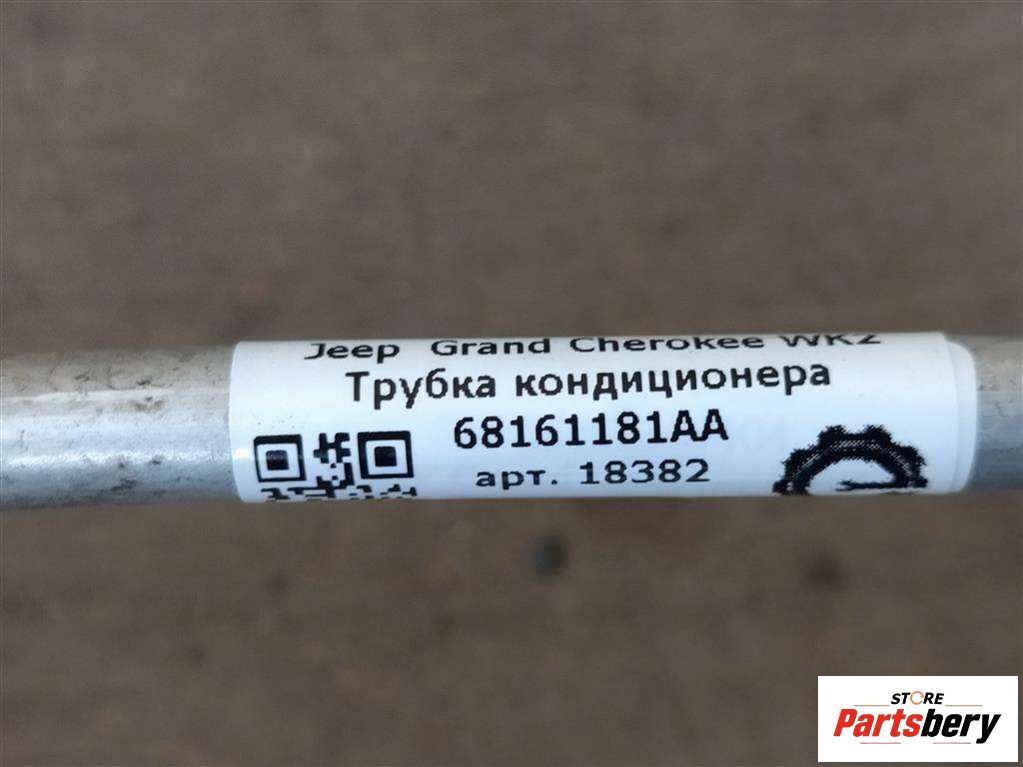 Jeep Grand Cherokee WK2
Трубка кондиционера
68161181AA
арт. 18382
STORE
Partsbery